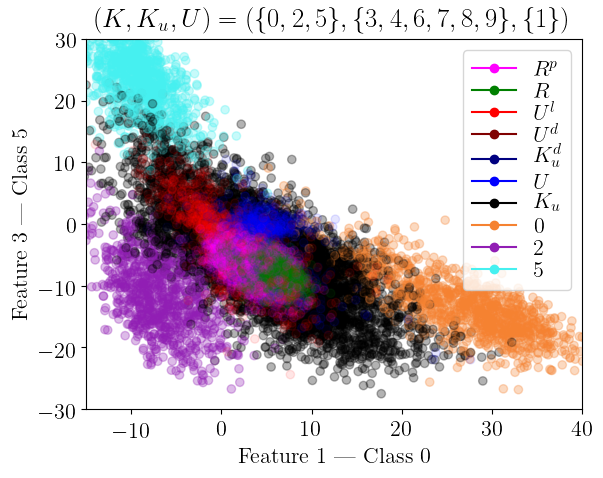 (K, K_u, U) = ({0, 2, 5}, {3, 4, 6, 7, 8, 9}, {1})
30
20
10
0
−10
−20
−30
Feature 3 — Class 5
R^p
R
U^l
U^d
K_u^d
U
K_u
0
2
5
−10
0
10
20
30
40
Feature 1 — Class 0